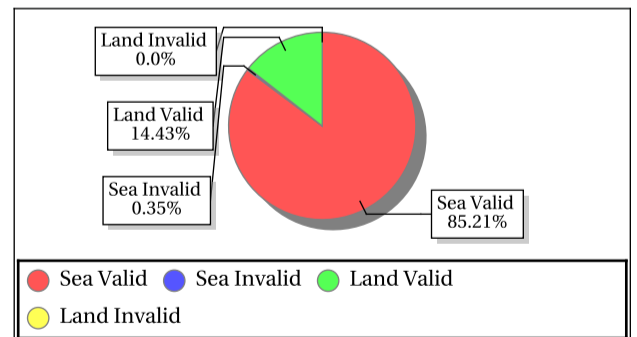 Land Invalid
0.0%
Land Valid
14.43%
Sea Invalid
0.35%
Sea Valid
85.21%
Sea Valid Sea Invalid Land Valid
Land Invalid